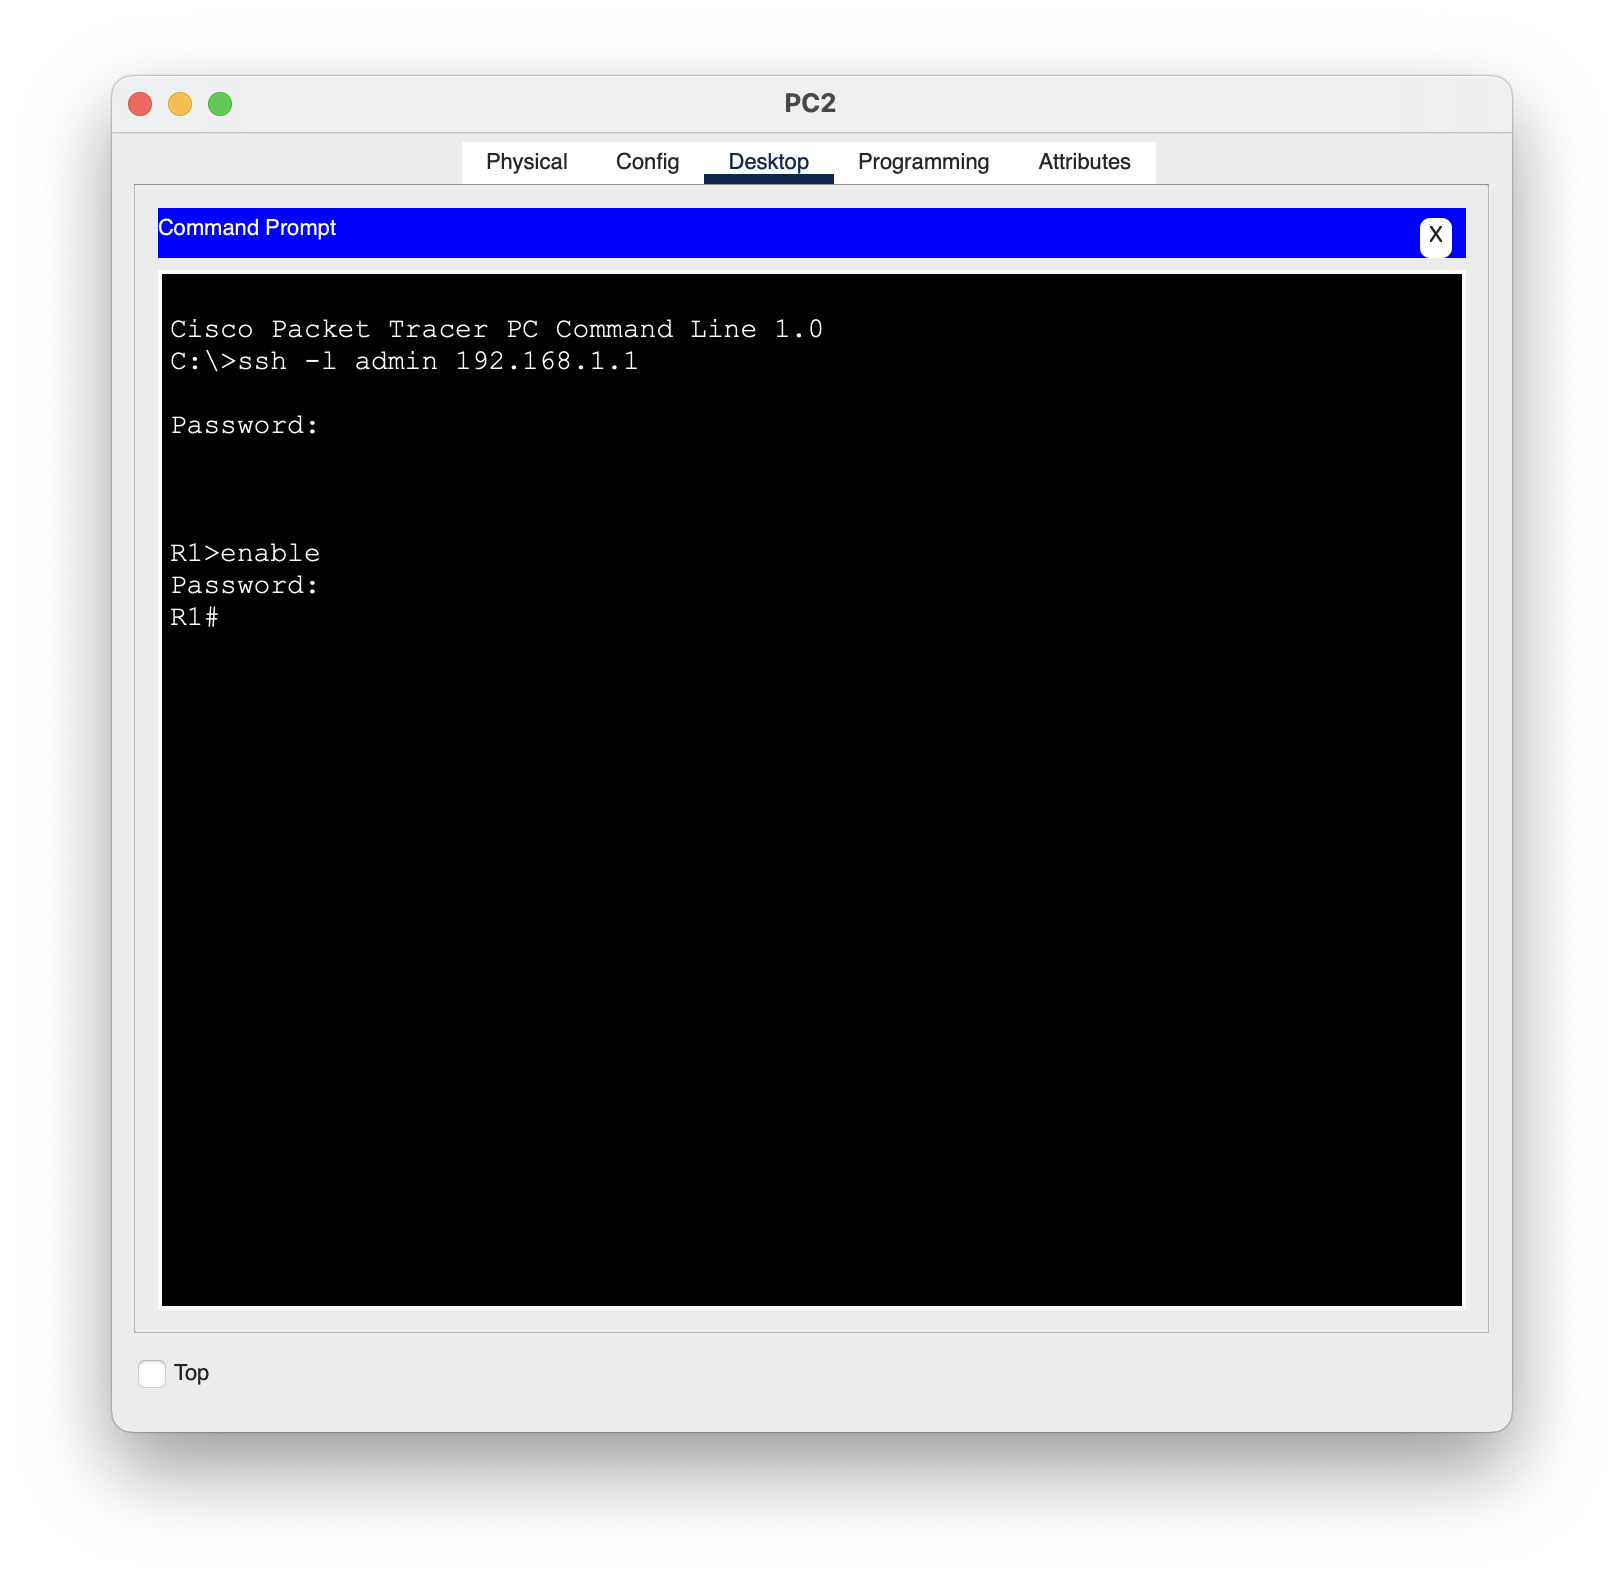 PC2
Physical Config Desktop Programming Attributes
Command Prompt
X
Cisco Packet Tracer PC Command Line 1.0
C:\>ssh -l admin 192.168.1.1
Password:
R1>enable
Password:
R1#
Top